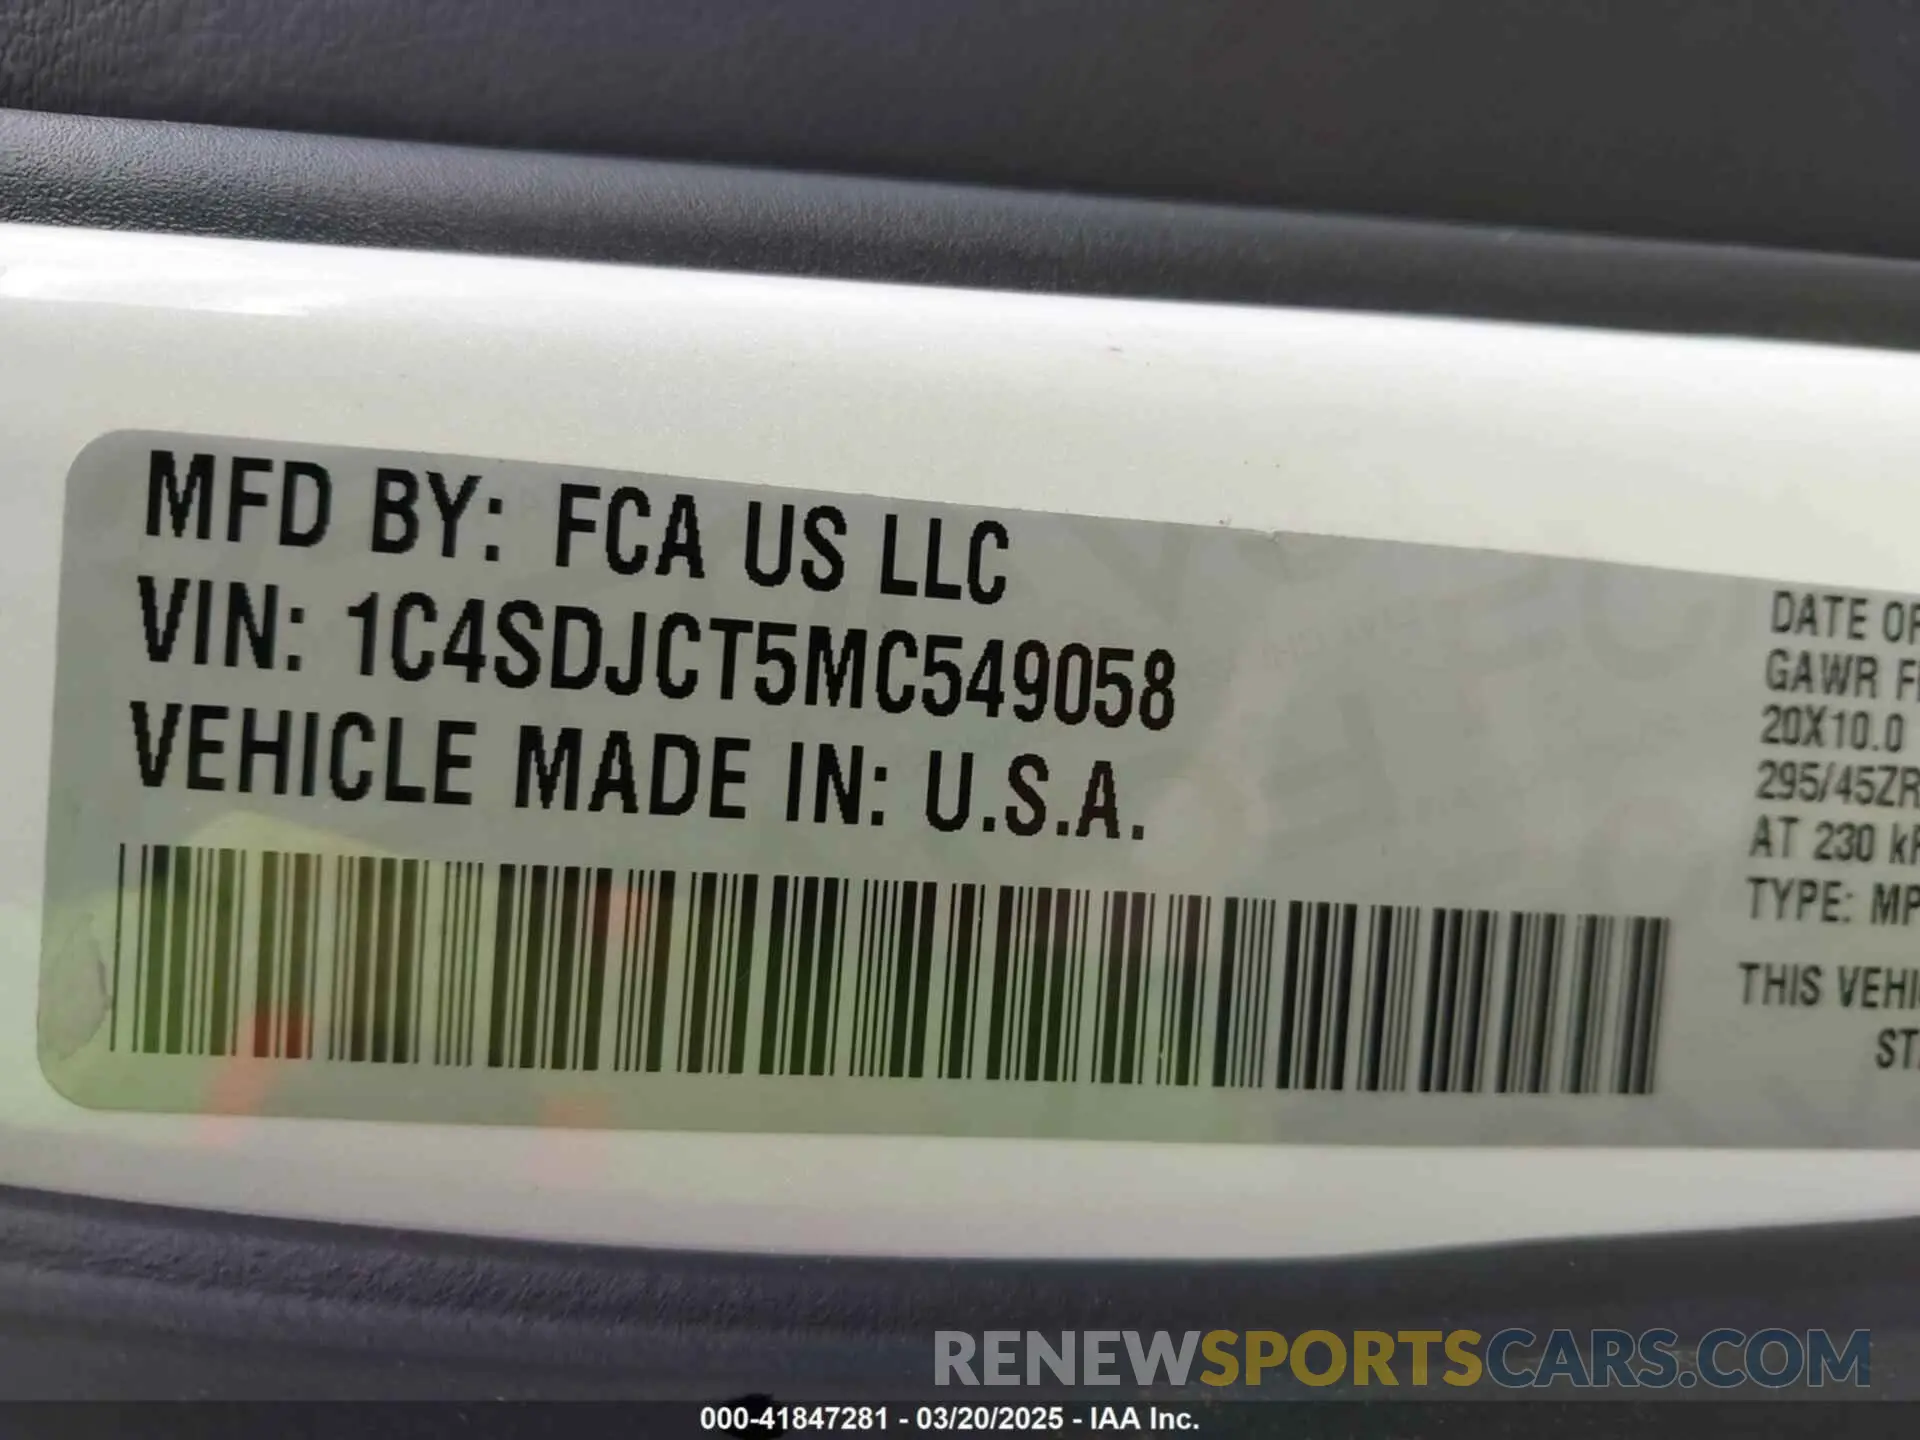 MFD BY: FCA US LLC
VIN: 1C4SDJCT5MC549058
VEHICLE MADE IN: U.S.A.
DATE OF
GAWR
20X10.0
295/45ZR
AT 230
TYPE:
THIS
RENEWSPORTSCARS.COM
000-41847281 - 03/20/2025 - IAA Inc.